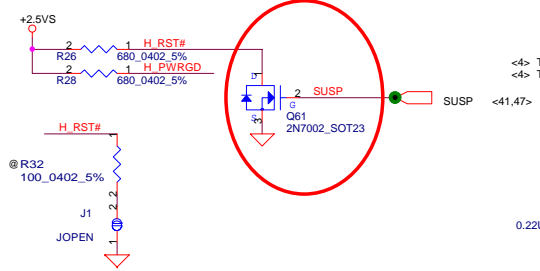 +2.5VS
2 1 H_RST#
R26 680_0402_5%
2 1 H_PWRGD
R28 680_0402_5%
<4> T
<4> T
D 1
2 SUSP
G
SUSP <41,47>
S 3
Q61
2N7002_SOT23
H_RST#
1
@ R32
100_0402_5%
2
2
J1
JOPEN
1
0.22U